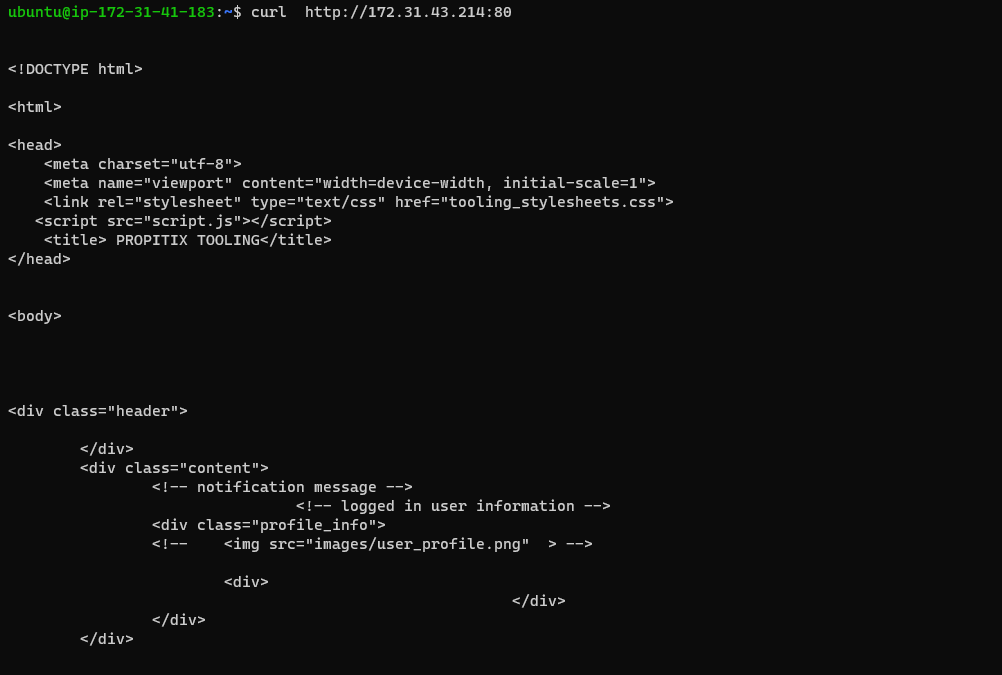 ubuntu@ip-172-31-41-183:~$ curl  http://172.31.43.214:80
<!DOCTYPE html>
<html>
<head>
    <meta charset="utf-8">
    <meta name="viewport" content="width=device-width, initial-scale=1">
    <link rel="stylesheet" type="text/css" href="tooling_stylesheets.css">
   <script src="script.js"></script>
    <title> PROPITIX TOOLING</title>
</head>
<body>
<div class="header">
        </div>
        <div class="content">
                <!-- notification message -->
                                <!-- logged in user information -->
                <div class="profile_info">
                <!--    <img src="images/user_profile.png"  > -->
                        <div>
                                                        </div>
                </div>
        </div>